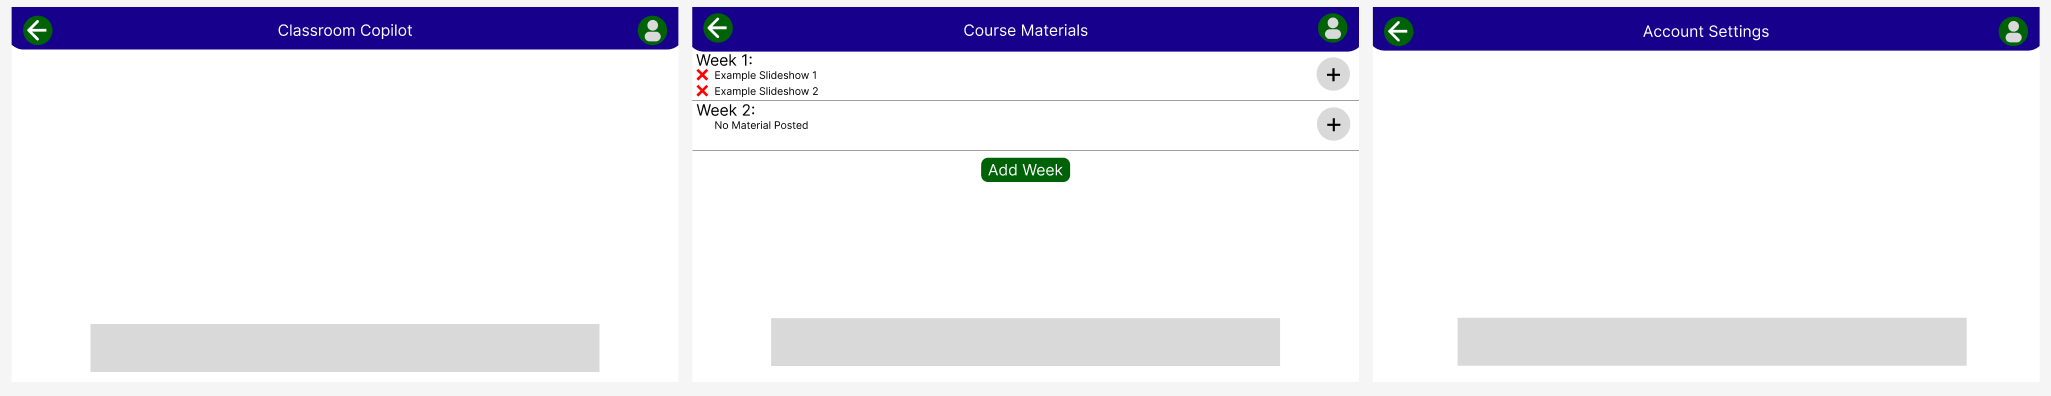 Classroom Copilot
Course Materials
Week 1:
Example Slideshow 1
Example Slideshow 2
+
Week 2:
No Material Posted
+
Add Week
Account Settings